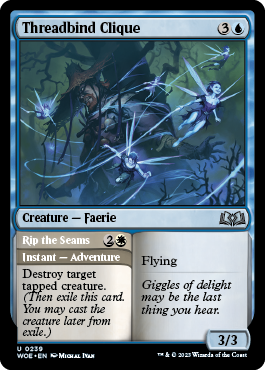 Threadbind Clique 3
Creature — Faerie
Rip the Seams 2
Instant — Adventure
Destroy target
tapped creature.
(Then exile this card.
You may cast the
creature later from
exile.)
Flying
Giggles of delight
may be the last
thing you hear.
3/3
U 0239
WOE • EN Michal Ivan
™ & © 2023 Wizards of the Coast